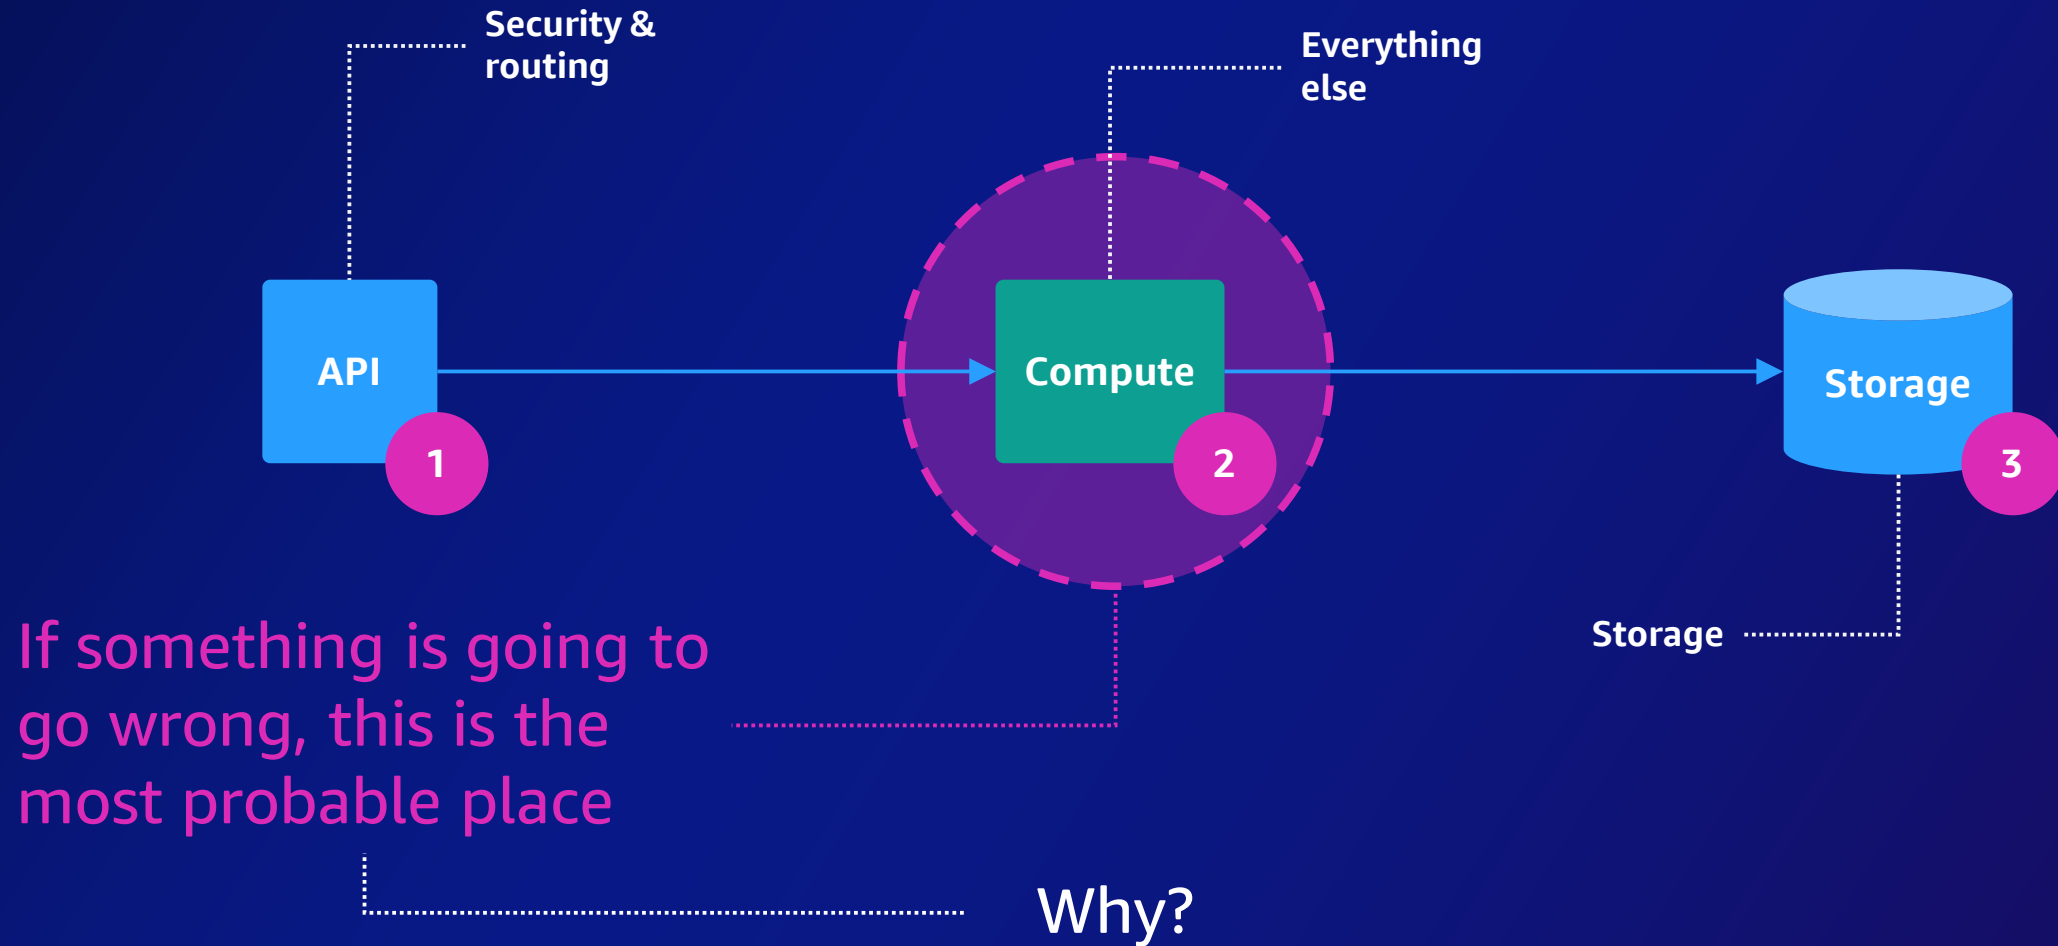 Security &
routing
Everything
else
API
Compute
Storage
1
2
3
Storage
If something is going to
go wrong, this is the
most probable place
Why?